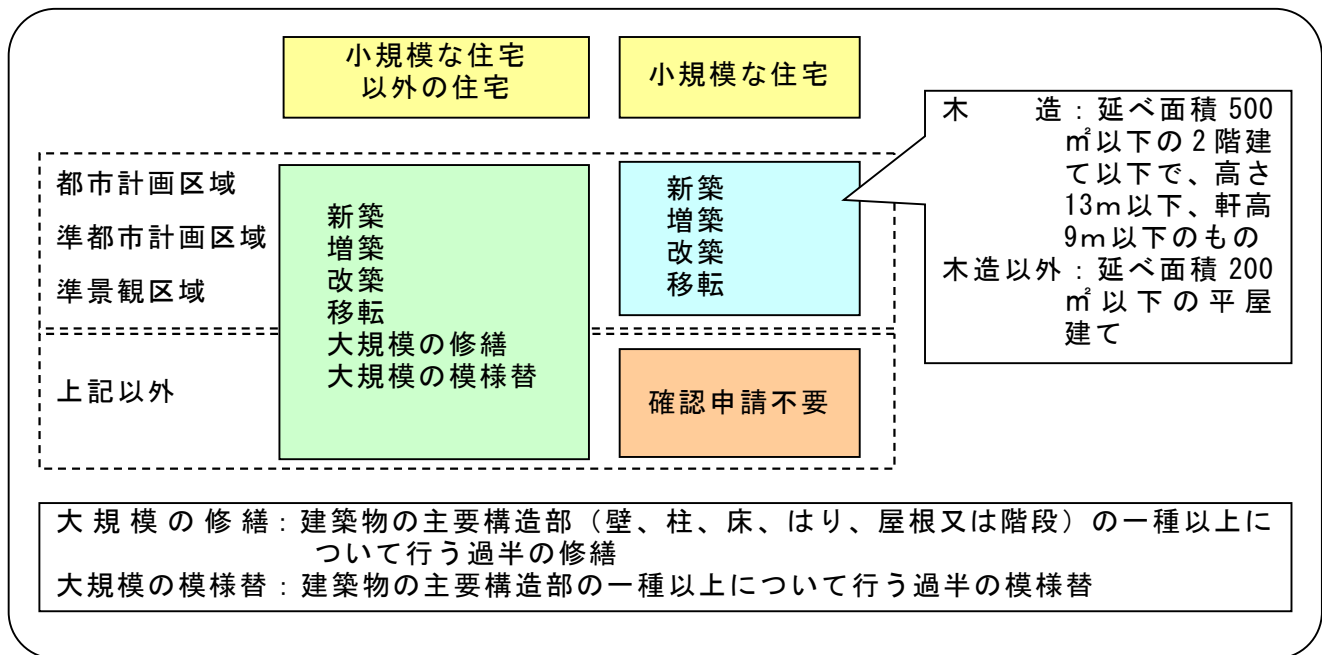 小規模な住宅
以外の住宅
小規模な住宅
都市計画区域
準都市計画区域
準景観区域
上記以外
新築
増築
改築
移転
大規模の修繕
大規模の模様替
新築
増築
改築
移転
確認申請不要
木　　造：延べ面積 500
㎡以下の２階建
て以下で、高さ
13ｍ以下、軒高
9ｍ以下のもの
木造以外：延べ面積 200
㎡以下の平屋
建て
大規模の修繕：建築物の主要構造部（壁、柱、床、はり、屋根又は階段）の一種以上に
ついて行う過半の修繕
大規模の模様替：建築物の主要構造部の一種以上について行う過半の模様替